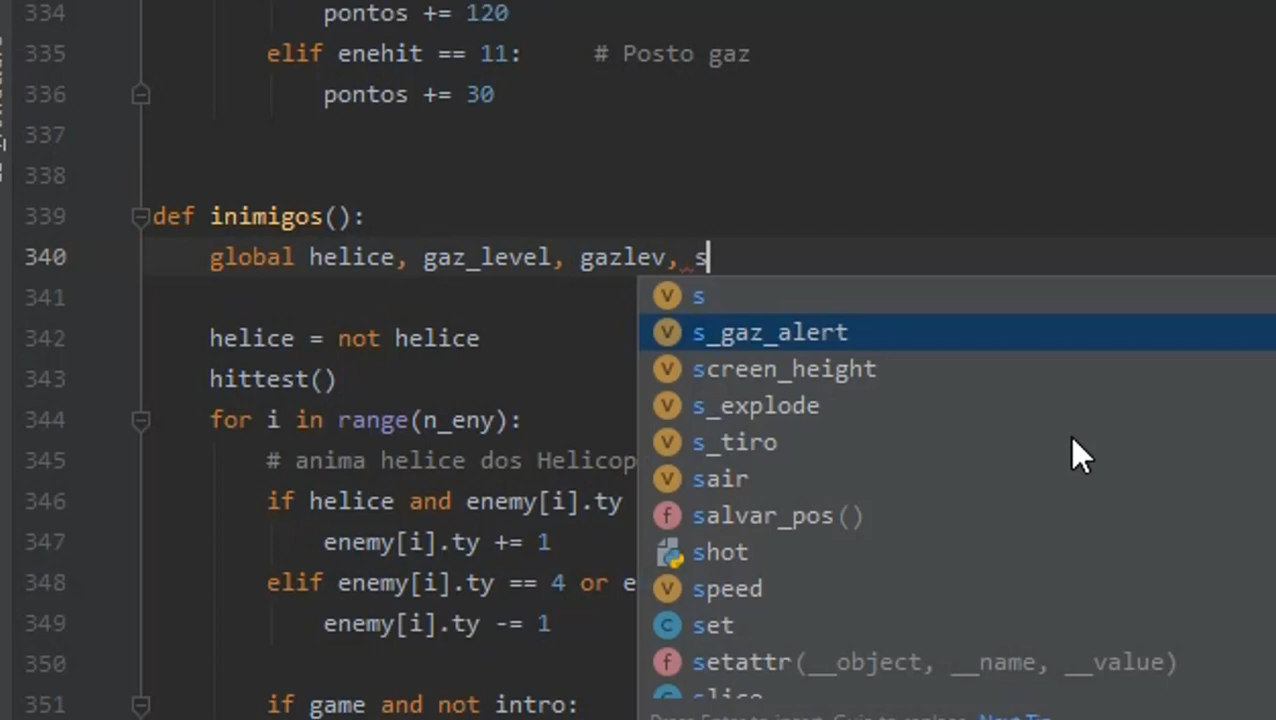 334 pontos += 120
335 elif enehit == 11: # Posto gaz
336 pontos += 30
337
338
339 def inimigos():
340 global helice, gaz_level, gazlev, s
341 s
342 helice = not helice s_gaz_alert
343 hittest() screen_height
344 for i in range(n_eny): s_explode
345 # anima helice dos Helicop s_tiro
sair
346 if helice and enemy[i].ty salvar_pos()
347 enemy[i].ty += 1 shot
348 elif enemy[i].ty == 4 or e speed
349 enemy[i].ty -= 1 set
350 setattr(__object, __name, __value)
slice
351 if game and not intro: